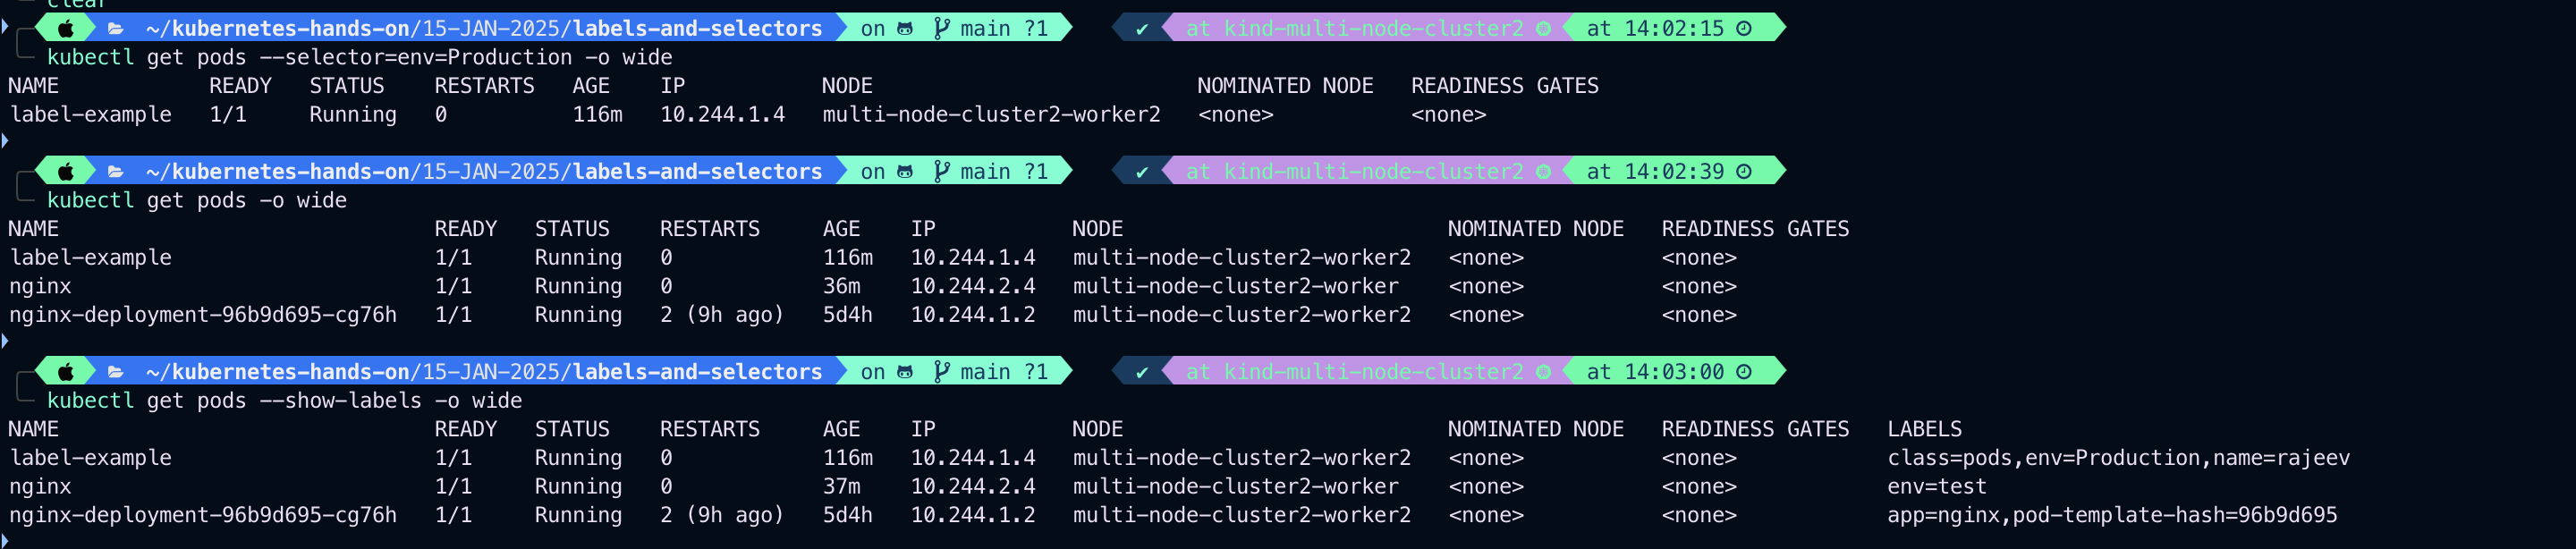 clear
~/kubernetes-hands-on/15-JAN-2025/labels-and-selectors on main ?1 ✔ at kind-multi-node-cluster2 at 14:02:15
kubectl get pods --selector=env=Production -o wide
NAME READY STATUS RESTARTS AGE IP NODE NOMINATED NODE READINESS GATES
label-example 1/1 Running 0 116m 10.244.1.4 multi-node-cluster2-worker2 <none> <none>
~/kubernetes-hands-on/15-JAN-2025/labels-and-selectors on main ?1 ✔ at kind-multi-node-cluster2 at 14:02:39
kubectl get pods -o wide
NAME READY STATUS RESTARTS AGE IP NODE NOMINATED NODE READINESS GATES
label-example 1/1 Running 0 116m 10.244.1.4 multi-node-cluster2-worker2 <none> <none>
nginx 1/1 Running 0 36m 10.244.2.4 multi-node-cluster2-worker <none> <none>
nginx-deployment-96b9d695-cg76h 1/1 Running 2 (9h ago) 5d4h 10.244.1.2 multi-node-cluster2-worker2 <none> <none>
~/kubernetes-hands-on/15-JAN-2025/labels-and-selectors on main ?1 ✔ at kind-multi-node-cluster2 at 14:03:00
kubectl get pods --show-labels -o wide
NAME READY STATUS RESTARTS AGE IP NODE NOMINATED NODE READINESS GATES LABELS
label-example 1/1 Running 0 116m 10.244.1.4 multi-node-cluster2-worker2 <none> <none> class=pods,env=Production,name=rajeev
nginx 1/1 Running 0 37m 10.244.2.4 multi-node-cluster2-worker <none> <none> env=test
nginx-deployment-96b9d695-cg76h 1/1 Running 2 (9h ago) 5d4h 10.244.1.2 multi-node-cluster2-worker2 <none> <none> app=nginx,pod-template-hash=96b9d695